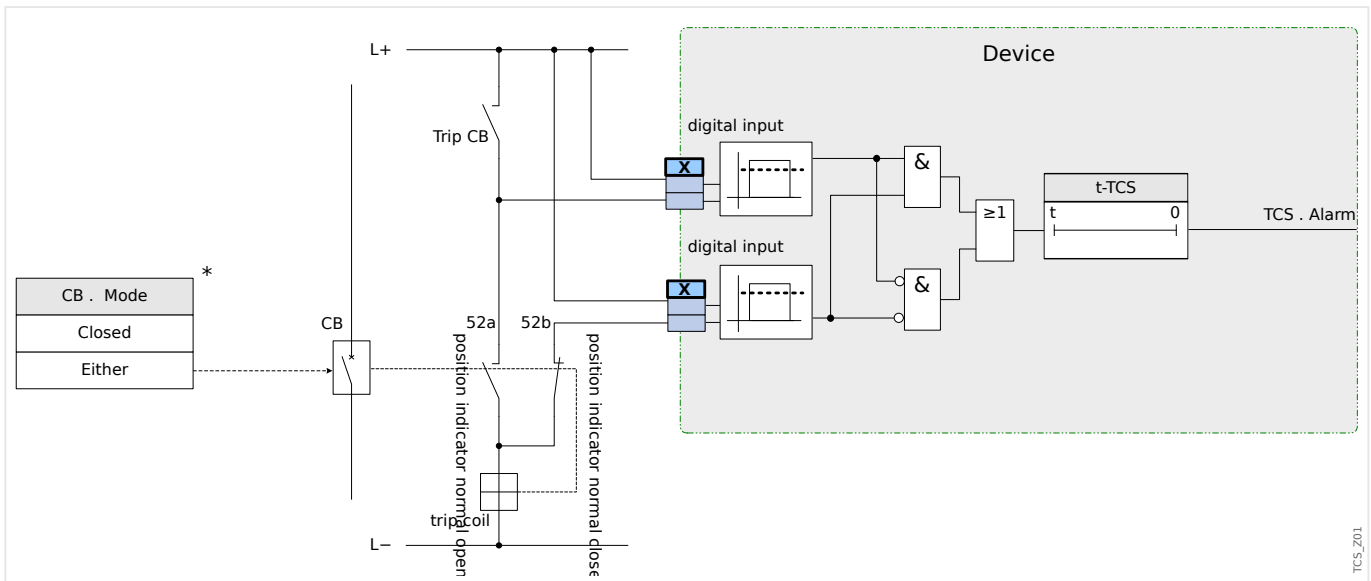 L+
Device
digital input
X
Trip CB
&
t-TCS
t 0
≥1
TCS . Alarm
digital input
X
&
*
CB . Mode
Closed
Either
CB
52a
52b
position indicator normal open
position indicator normal close
trip coil
L−
TCS_Z01